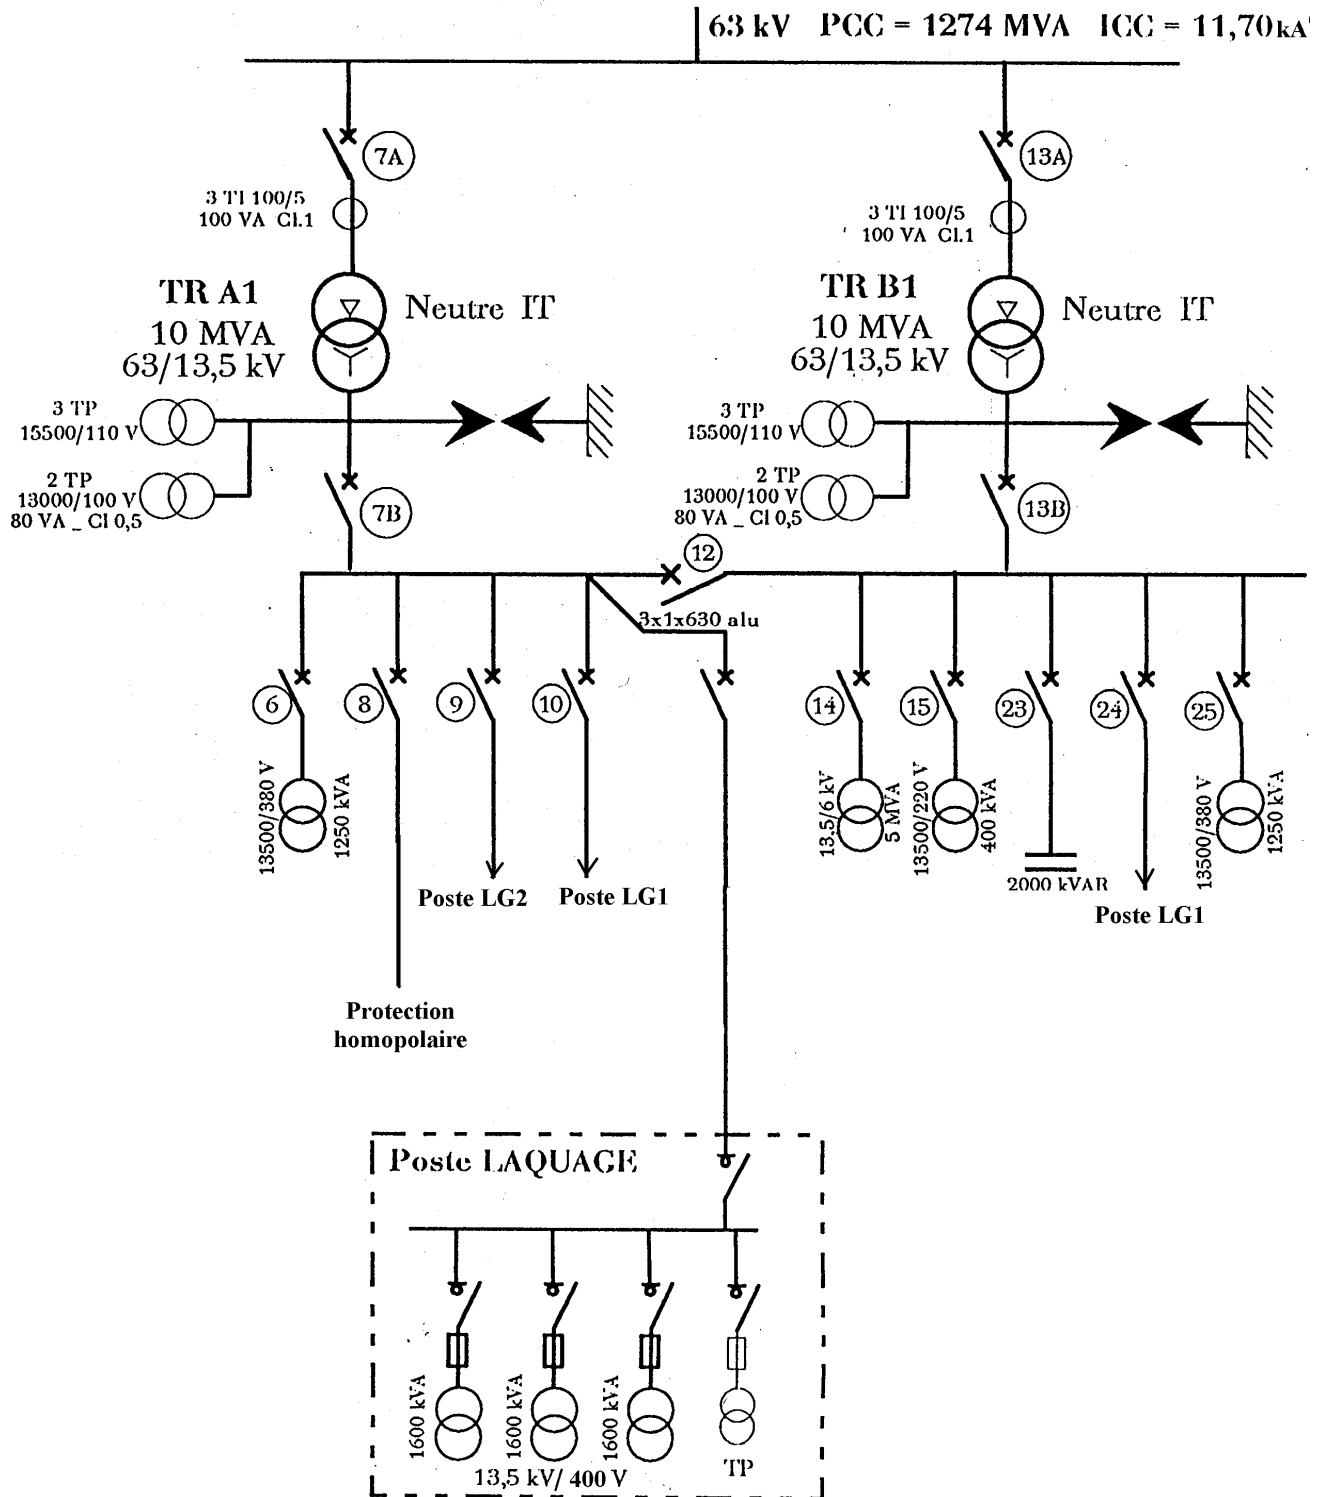 63 kV PCC = 1274 MVA ICC = 11,70 kA
7A
13A
3 TI 100/5
100 VA Cl.1
3 TI 100/5
100 VA Cl.1
TR A1
10 MVA
63/13,5 kV
Neutre IT
TR B1
10 MVA
63/13,5 kV
Neutre IT
3 TP
15500/110 V
3 TP
15500/110 V
2 TP
13000/100 V
80 VA _ Cl 0,5
7B
2 TP
13000/100 V
80 VA _ Cl 0,5
13B
12
3x1x630 alu
6
8
9
10
14
15
23
24
25
13500/380 V
1250 kVA
13.5/6 kV
5 MVA
13500/220 V
400 kVA
2000 kVAR
13500/380 V
1250 kVA
Poste LG2
Poste LG1
Poste LG1
Protection
homopolaire
Poste LAQUAGE
1600 kVA
1600 kVA
1600 kVA
TP
13,5 kV/ 400 V